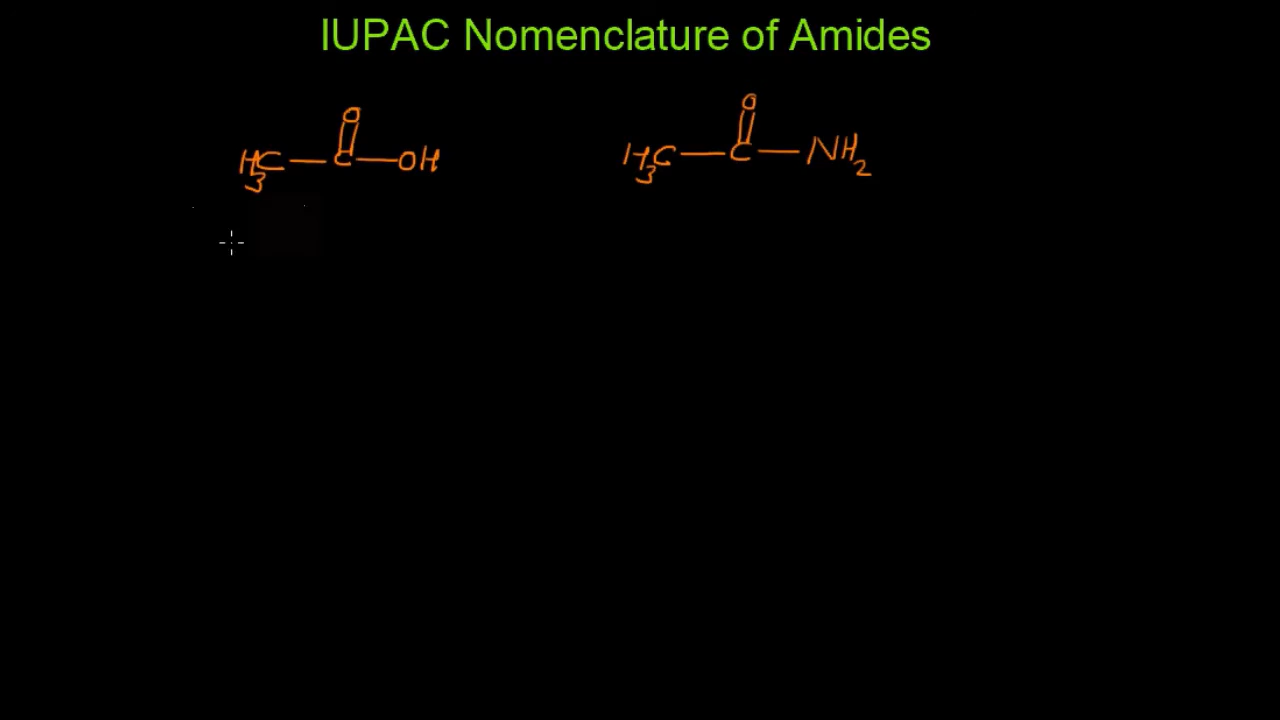 IUPAC Nomenclature of Amides
O O
H3C — C — OH H3C — C — NH2